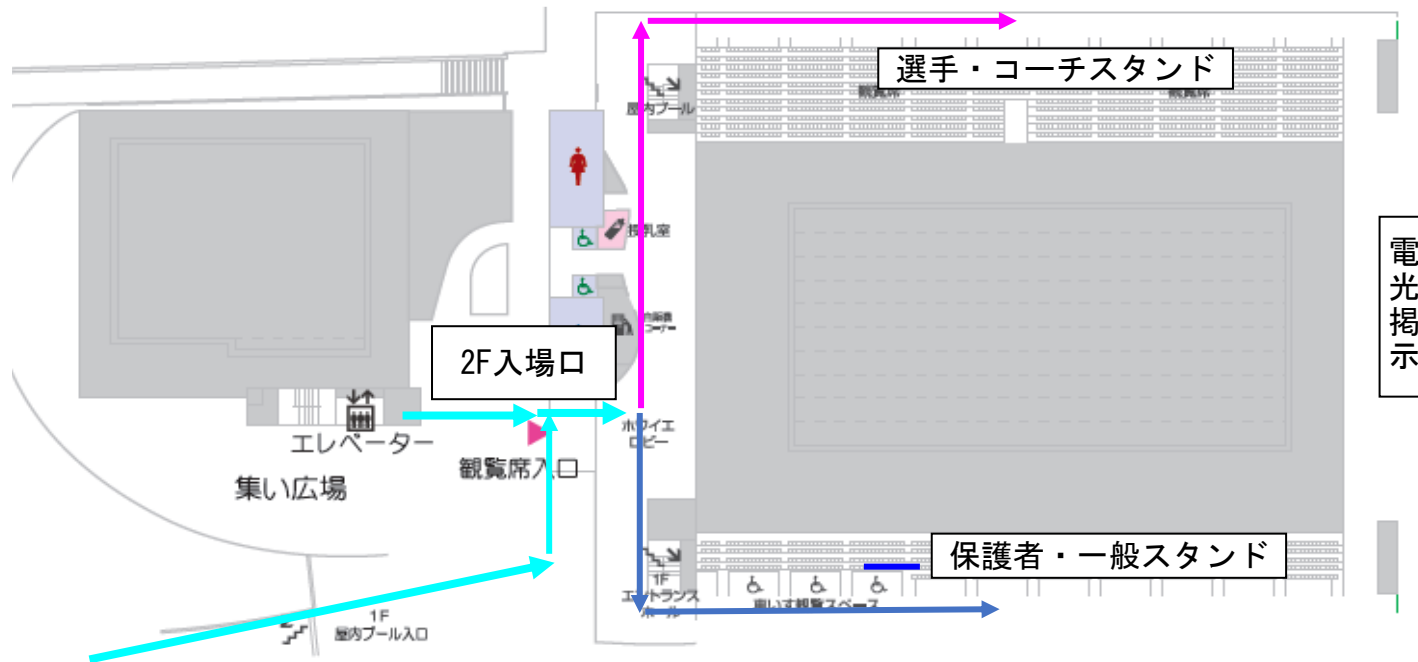 選手・コーチスタンド
観覧席
観覧席
屋内プール
授乳室
電
光
掲
示
コーナー
2F入場口
ホワイエ
ロビー
エレベーター
観覧席入口
集い広場
保護者・一般スタンド
1F
エントランス
ホール
車いす観覧スペース
1F
屋内プール入口